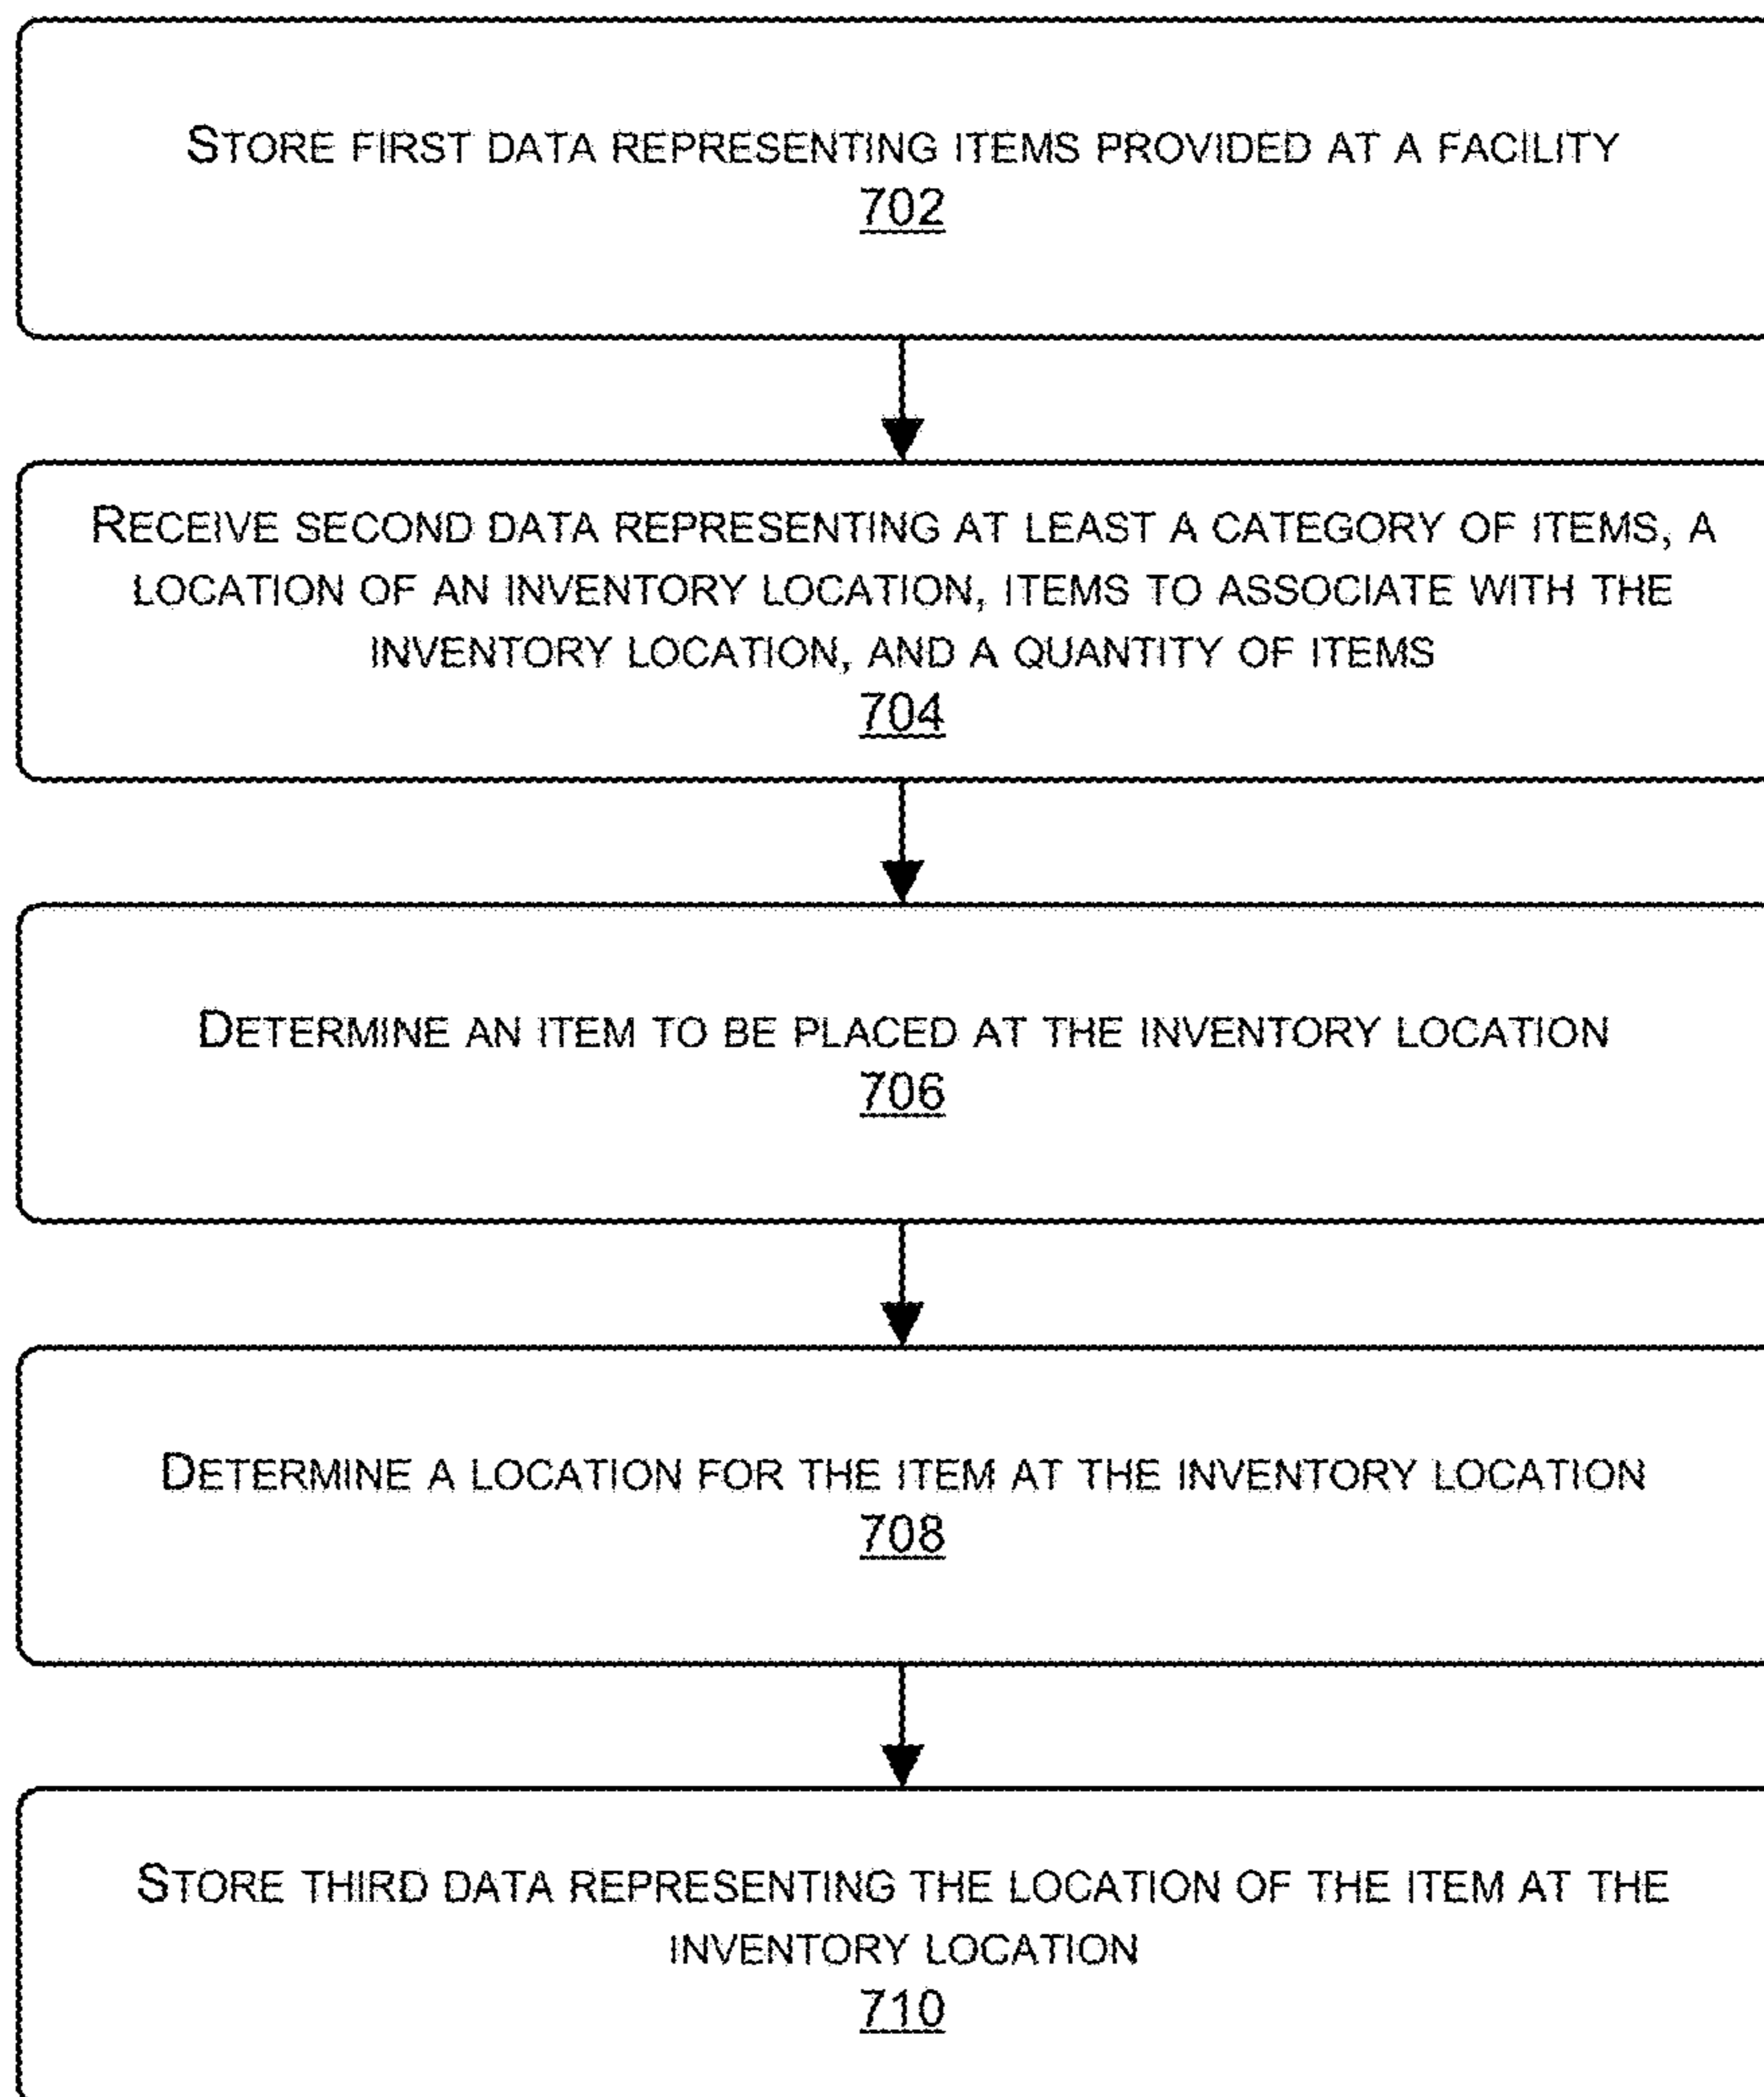 STORE FIRST DATA REPRESENTING ITEMS PROVIDED AT A FACILITY
702
RECEIVE SECOND DATA REPRESENTING AT LEAST A CATEGORY OF ITEMS, A
LOCATION OF AN INVENTORY LOCATION, ITEMS TO ASSOCIATE WITH THE
INVENTORY LOCATION, AND A QUANTITY OF ITEMS
704
DETERMINE AN ITEM TO BE PLACED AT THE INVENTORY LOCATION
706
DETERMINE A LOCATION FOR THE ITEM AT THE INVENTORY LOCATION
708
STORE THIRD DATA REPRESENTING THE LOCATION OF THE ITEM AT THE
INVENTORY LOCATION
710